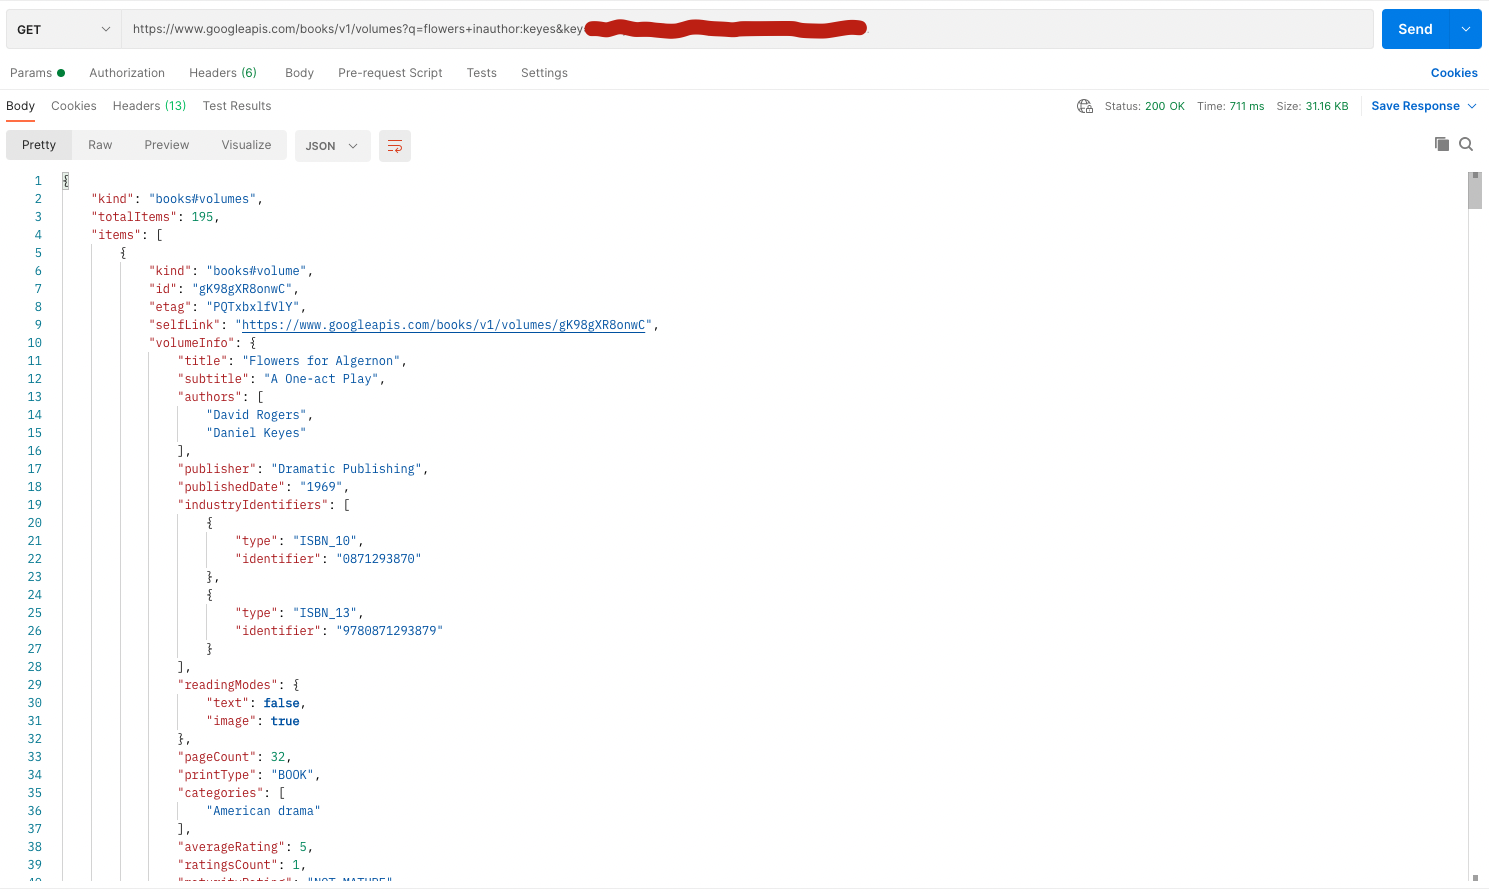 GET https://www.googleapis.com/books/v1/volumes?q=flowers+inauthor:keyes&key Send
Params Authorization Headers (6) Body Pre-request Script Tests Settings Cookies
Body Cookies Headers (13) Test Results Status: 200 OK Time: 711 ms Size: 31.16 KB Save Response
Pretty Raw Preview Visualize JSON
1 {
2 "kind": "books#volumes",
3 "totalItems": 195,
4 "items": [
5 {
6 "kind": "books#volume",
7 "id": "gK98gXR8onwC",
8 "etag": "PQTxbxlfVlY",
9 "selfLink": "https://www.googleapis.com/books/v1/volumes/gK98gXR8onwC",
10 "volumeInfo": {
11 "title": "Flowers for Algernon",
12 "subtitle": "A One-act Play",
13 "authors": [
14 "David Rogers",
15 "Daniel Keyes"
16 ],
17 "publisher": "Dramatic Publishing",
18 "publishedDate": "1969",
19 "industryIdentifiers": [
20 {
21 "type": "ISBN_10",
22 "identifier": "0871293870"
23 },
24 {
25 "type": "ISBN_13",
26 "identifier": "9780871293879"
27 }
28 ],
29 "readingModes": {
30 "text": false,
31 "image": true
32 },
33 "pageCount": 32,
34 "printType": "BOOK",
35 "categories": [
36 "American drama"
37 ],
38 "averageRating": 5,
39 "ratingsCount": 1,
40 "maturityRating": "NOT_MATURE"